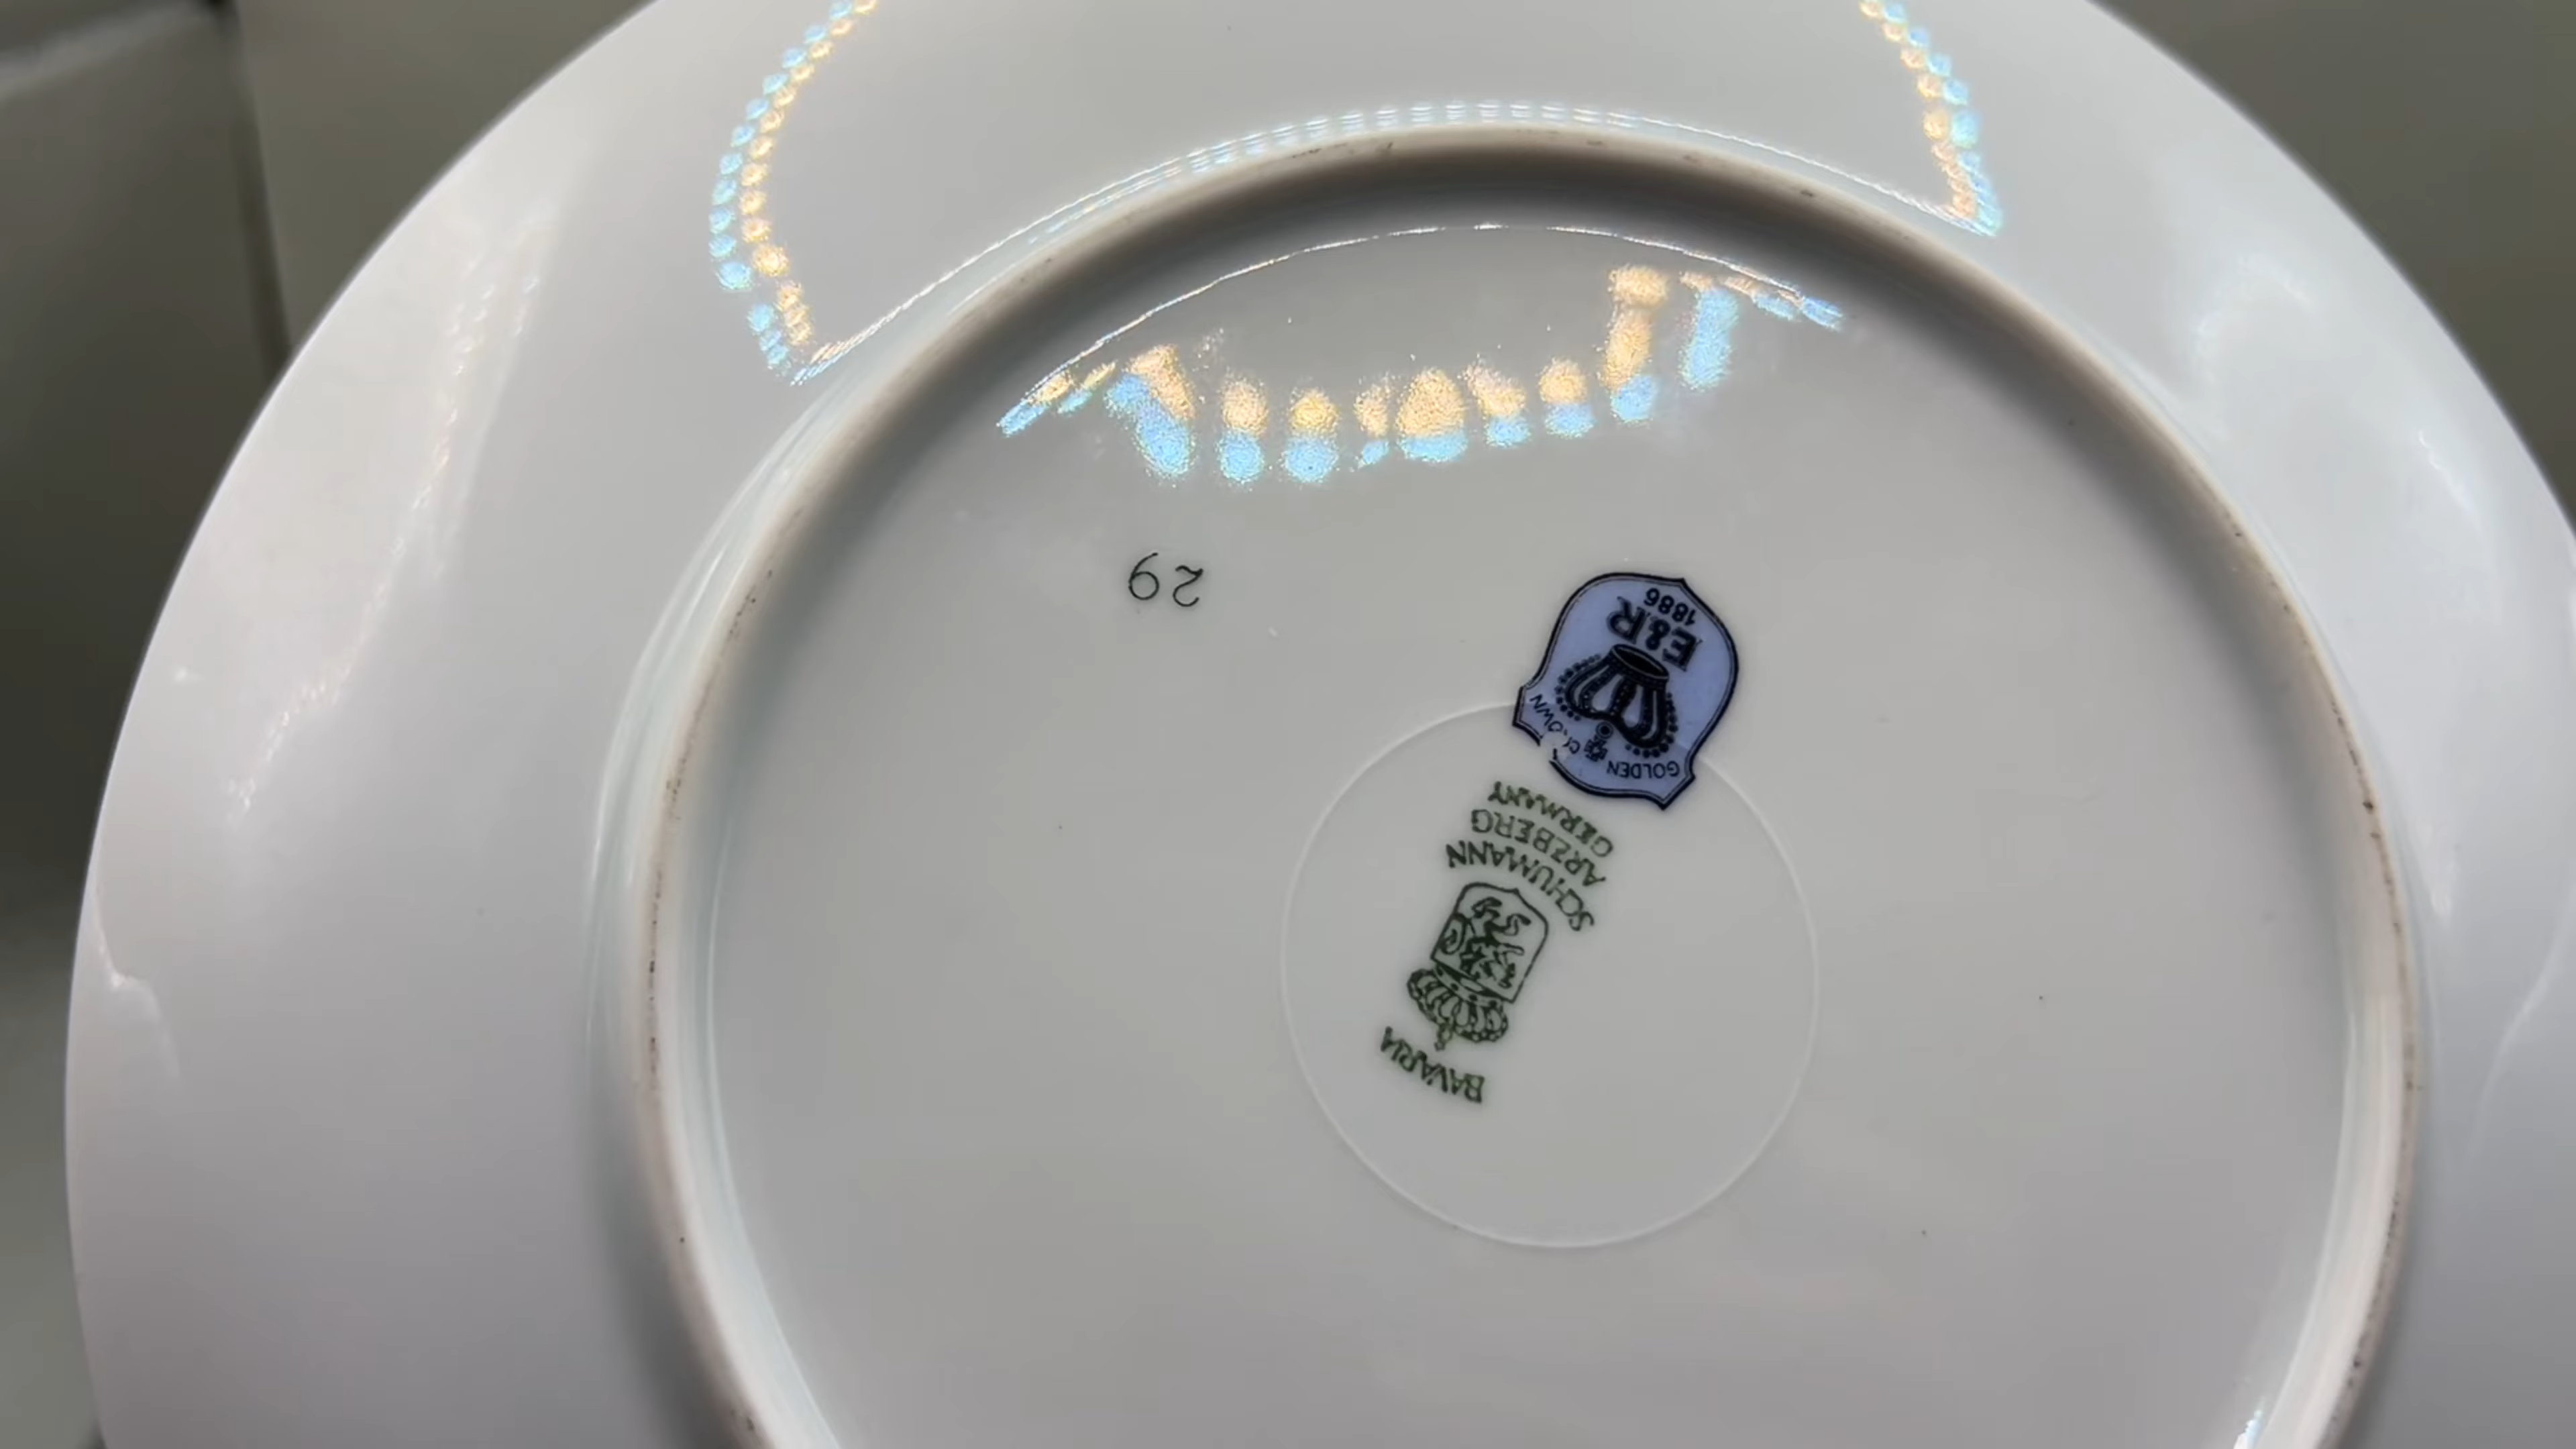 BAVARIA
SCHUMANN
ARZBERG
GERMANY
GOLDEN CROWN
E&R
1886
29